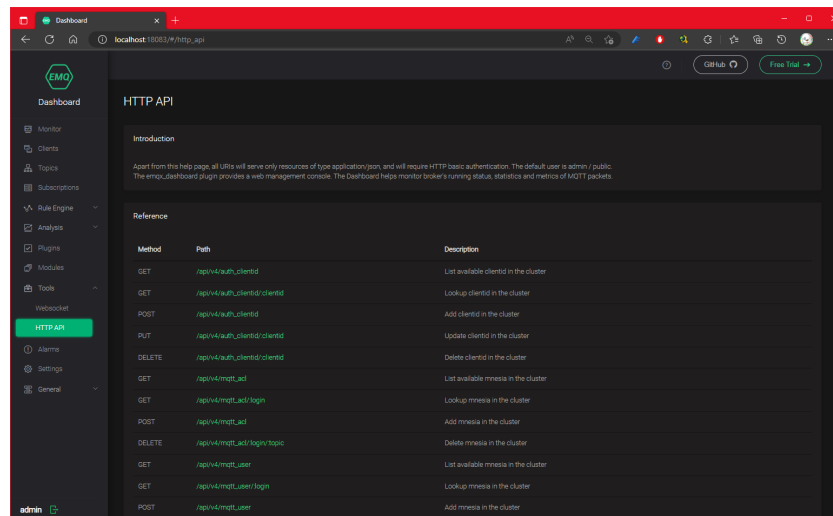 Dashboard
localhost:18083/#/http_api
EMQ
Dashboard
GitHub
Free Trial →
Monitor
Clients
Topics
Subscriptions
Rule Engine
Analysis
Plugins
Modules
Tools
Websocket
HTTP API
Alarms
Settings
General
admin
HTTP API
Introduction
Apart from this help page, all URIs will serve only resources of type application/json, and will require HTTP basic authentication. The default user is admin / public.
The emqx_dashboard plugin provides a web management console. The Dashboard helps monitor broker's running status, statistics and metrics of MQTT packets.
Reference
Method Path Description
GET /api/v4/auth_clientid List available clientid in the cluster
GET /api/v4/auth_clientid/:clientid Lookup clientid in the cluster
POST /api/v4/auth_clientid Add clientid in the cluster
PUT /api/v4/auth_clientid/:clientid Update clientid in the cluster
DELETE /api/v4/auth_clientid/:clientid Delete clientid in the cluster
GET /api/v4/mqtt_acl List available mnesia in the cluster
GET /api/v4/mqtt_acl/:login Lookup mnesia in the cluster
POST /api/v4/mqtt_acl Add mnesia in the cluster
DELETE /api/v4/mqtt_acl/:login/:topic Delete mnesia in the cluster
GET /api/v4/mqtt_user List available mnesia in the cluster
GET /api/v4/mqtt_user/:login Lookup mnesia in the cluster
POST /api/v4/mqtt_user Add mnesia in the cluster